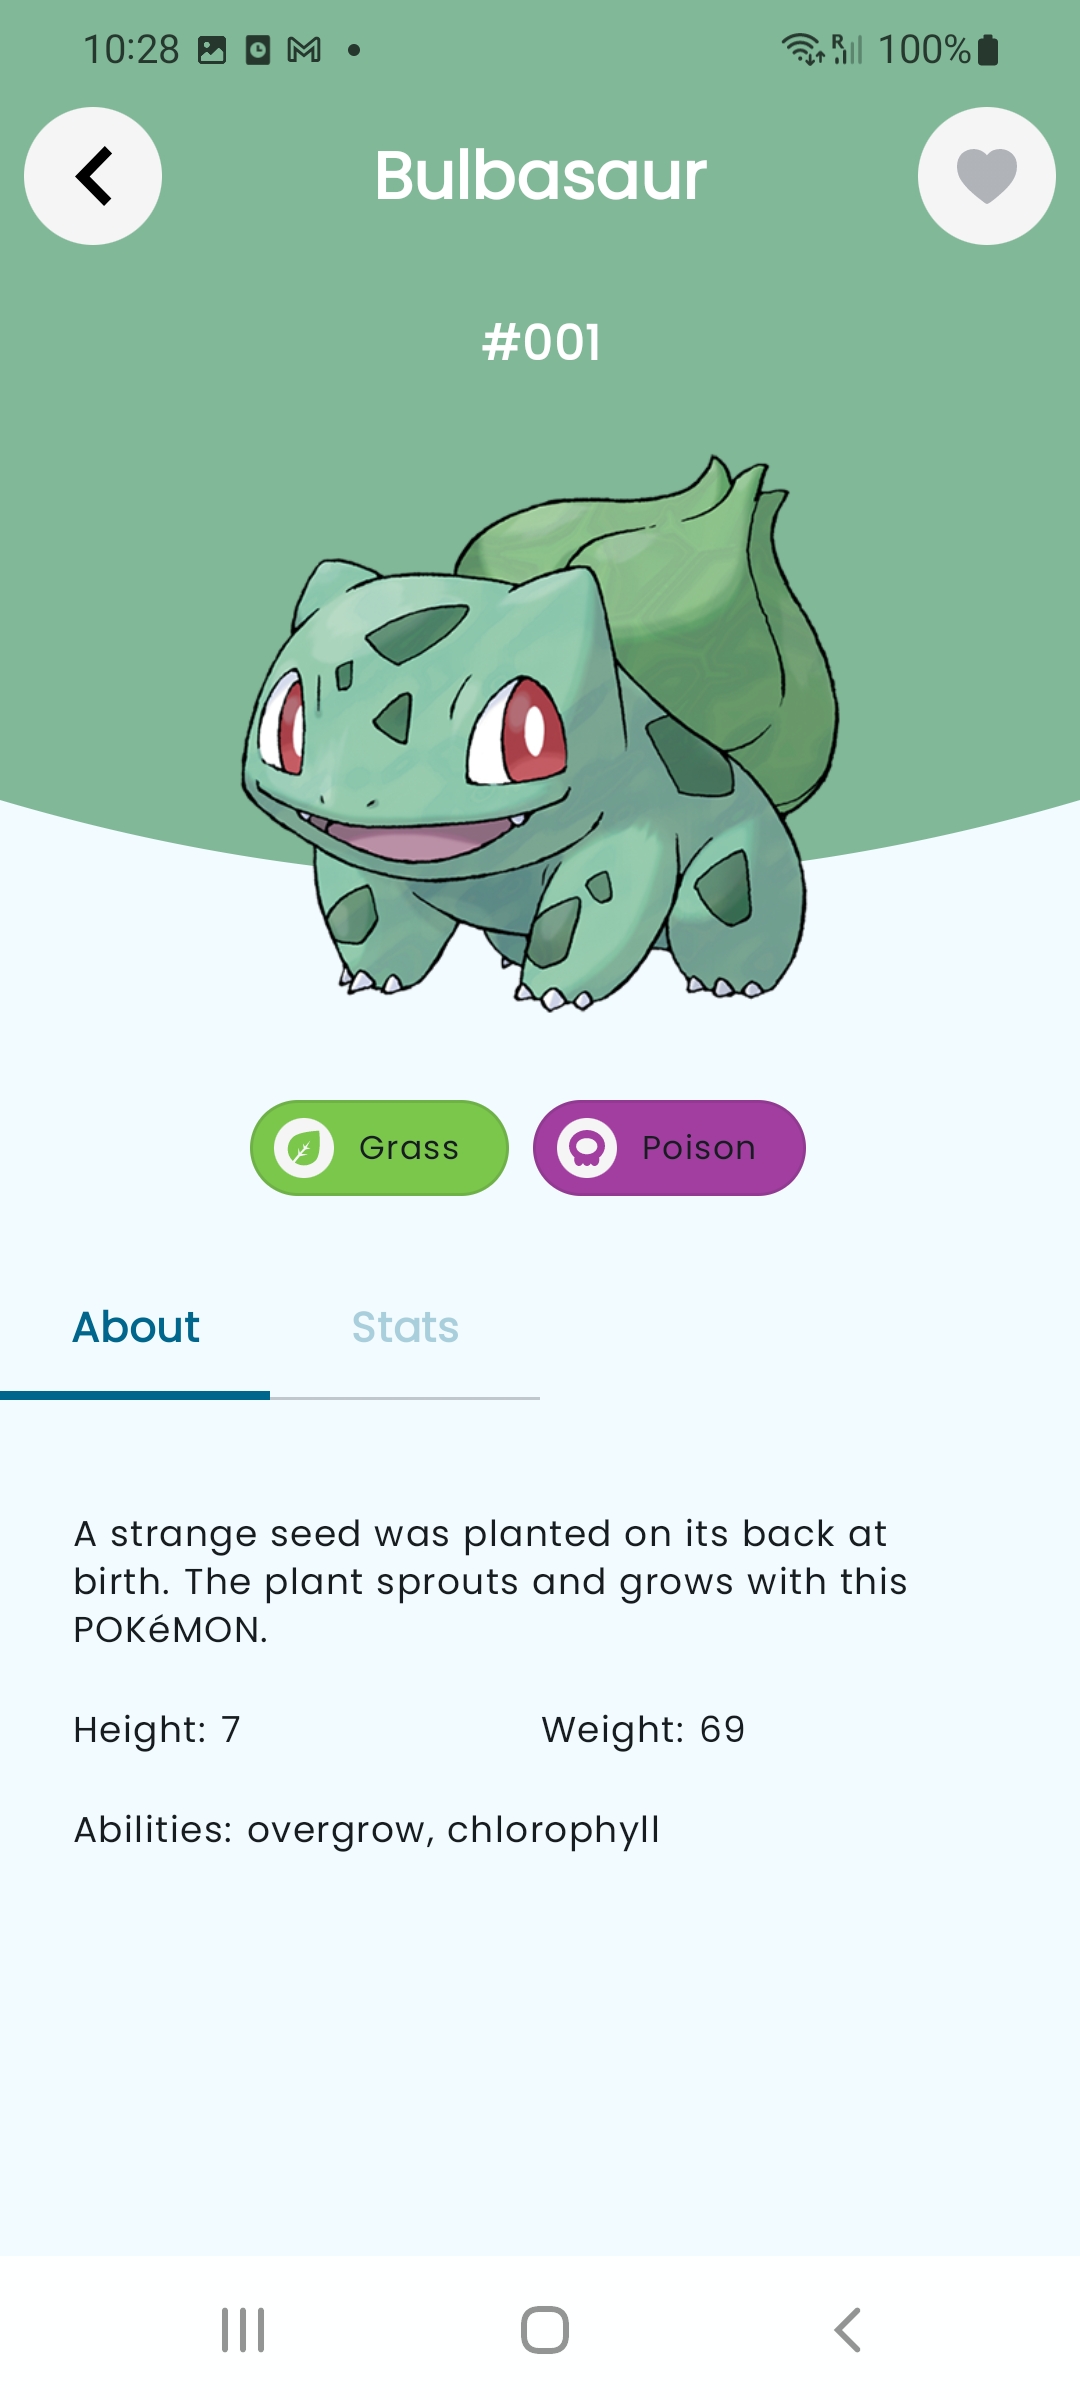 10:28
R
100%
Bulbasaur
#001
Grass
Poison
About
Stats
A strange seed was planted on its back at
birth. The plant sprouts and grows with this
POKéMON.
Height: 7
Weight: 69
Abilities: overgrow, chlorophyll